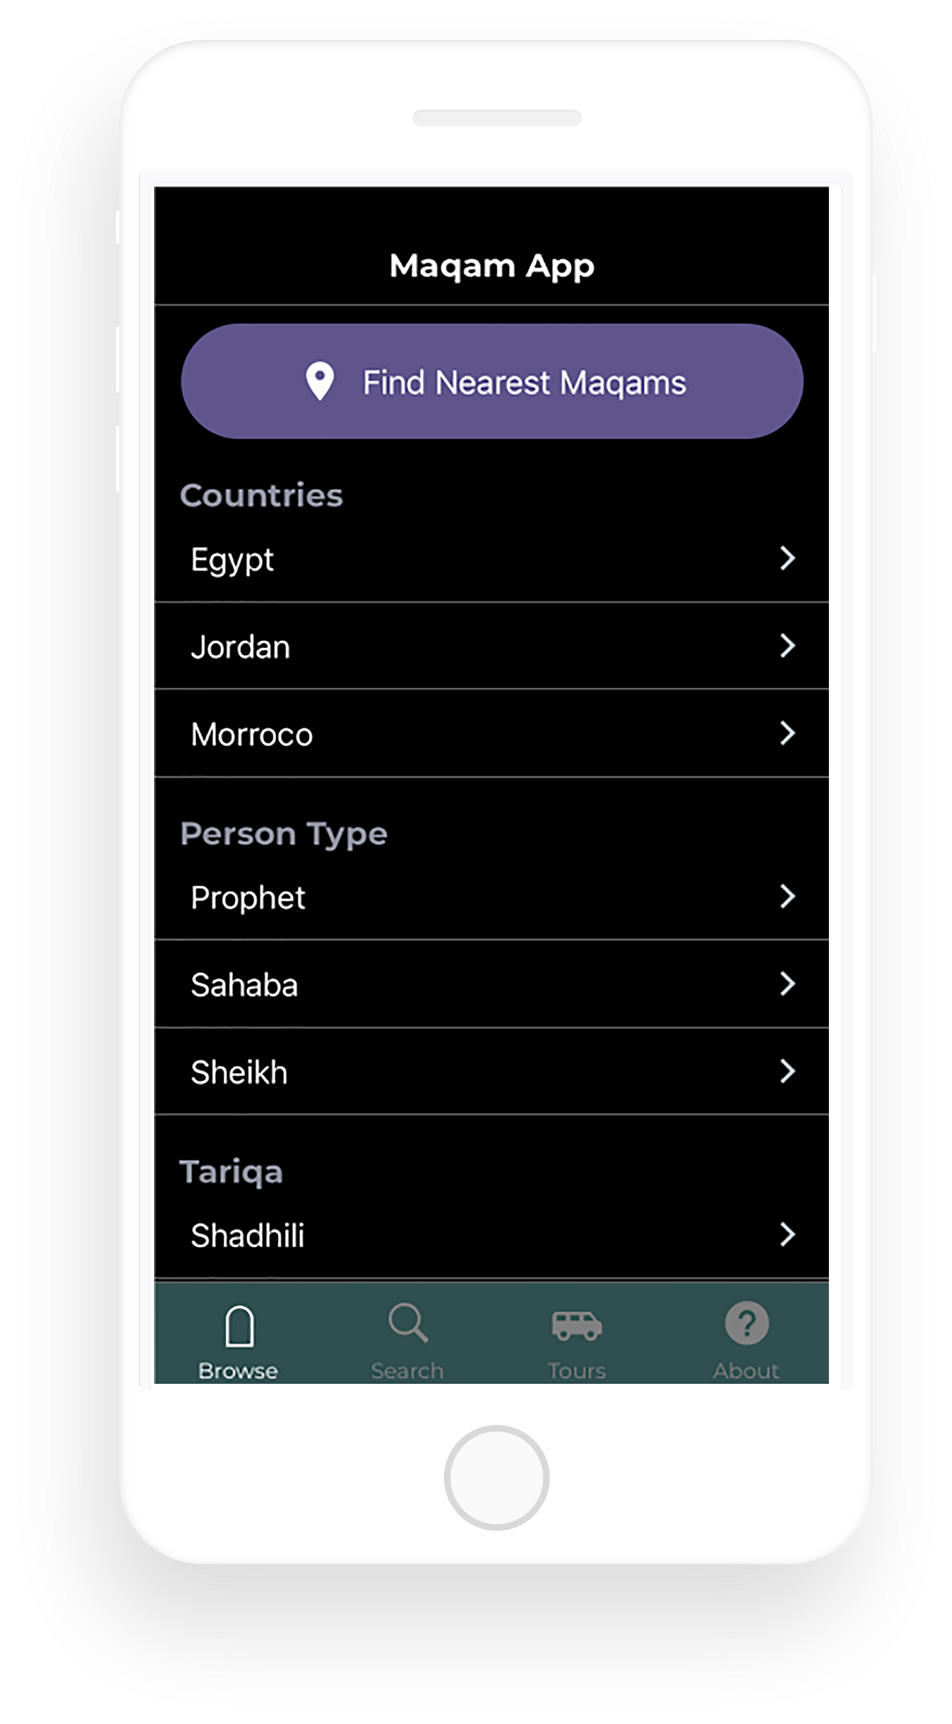 Maqam App
Find Nearest Maqams
Countries
Egypt
Jordan
Morroco
Person Type
Prophet
Sahaba
Sheikh
Tariqa
Shadhili
Browse
Search
Tours
About